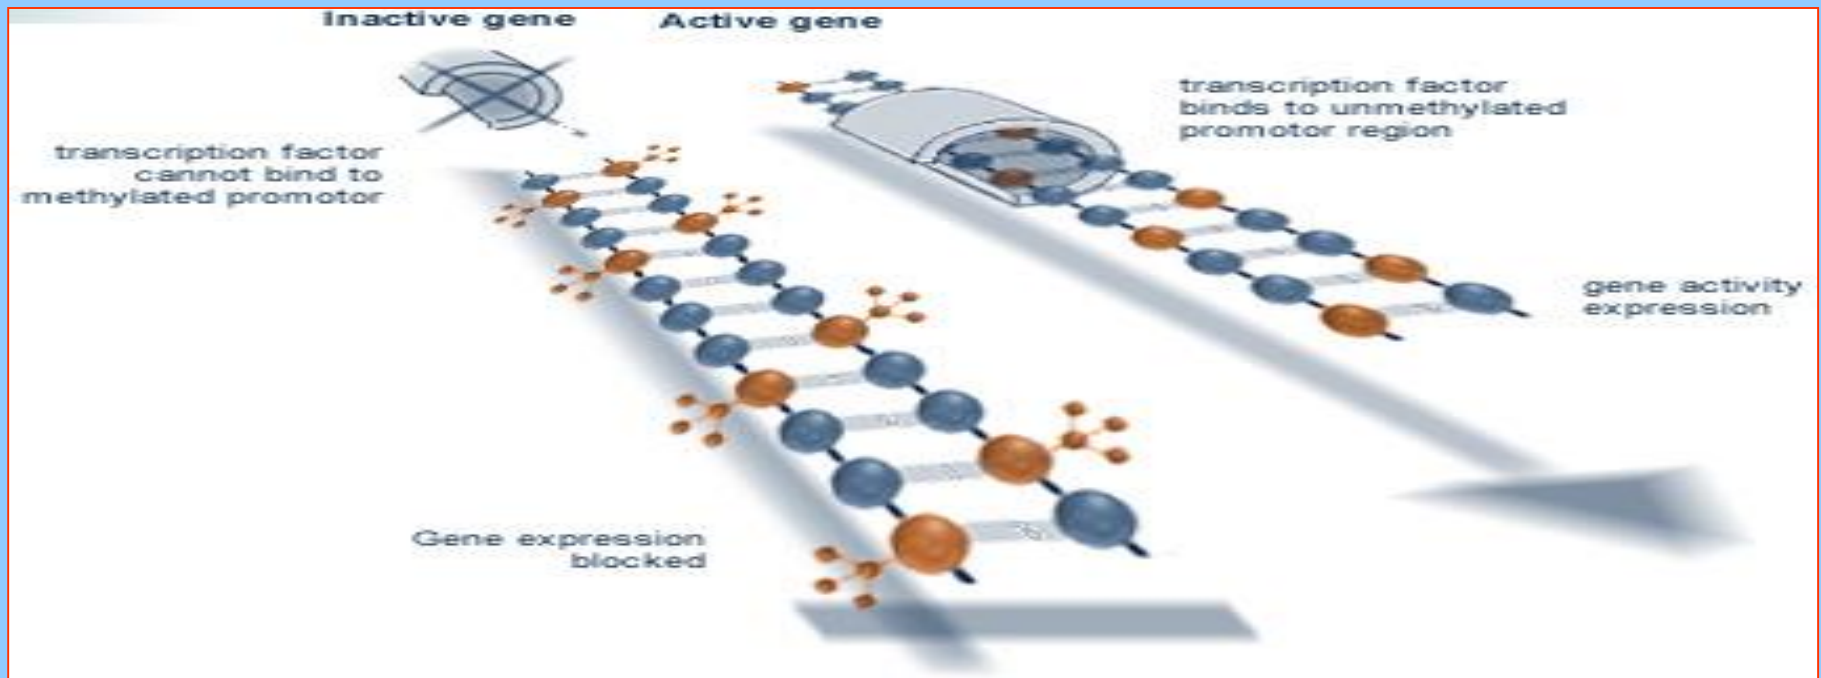 Inactive gene
Active gene
transcription factor
cannot bind to
methylated promotor
transcription factor
binds to unmethylated
promotor region
gene activity
expression
Gene expression
blocked